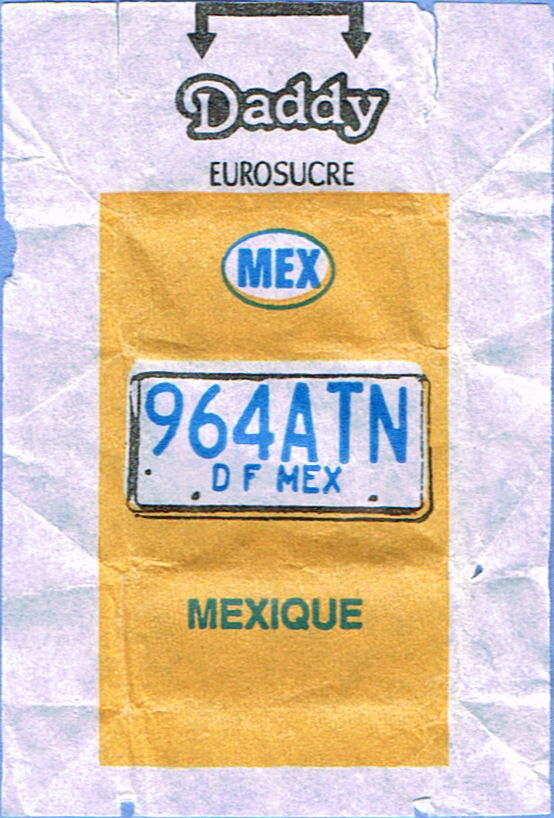 Daddy
EUROSUCRE
MEX
964ATN
D F MEX
MEXIQUE